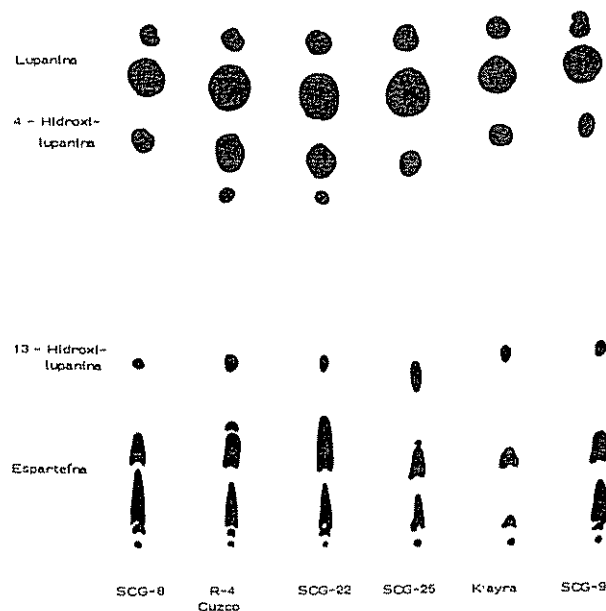 Lupanina
4 - Hidroxi-
lupanina
13 - Hidroxi-
lupanina
Esparteína
SCG-8 R-4 SCG-22 SCG-25 K'ayra SCG-9
Cuzco